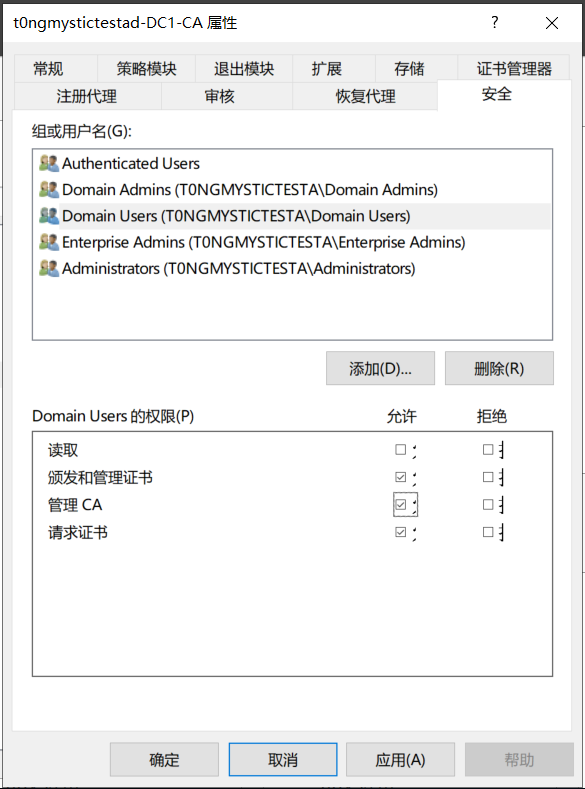 t0ngmystictestad-DC1-CA 属性
常规 策略模块 退出模块 扩展 存储 证书管理器
注册代理 审核 恢复代理 安全
组或用户名(G):
Authenticated Users
Domain Admins (T0NGMYSTICTESTA\Domain Admins)
Domain Users (T0NGMYSTICTESTA\Domain Users)
Enterprise Admins (T0NGMYSTICTESTA\Enterprise Admins)
Administrators (T0NGMYSTICTESTA\Administrators)
添加(D)... 删除(R)
Domain Users 的权限(P) 允许 拒绝
读取
颁发和管理证书
管理 CA
请求证书
确定 取消 应用(A) 帮助